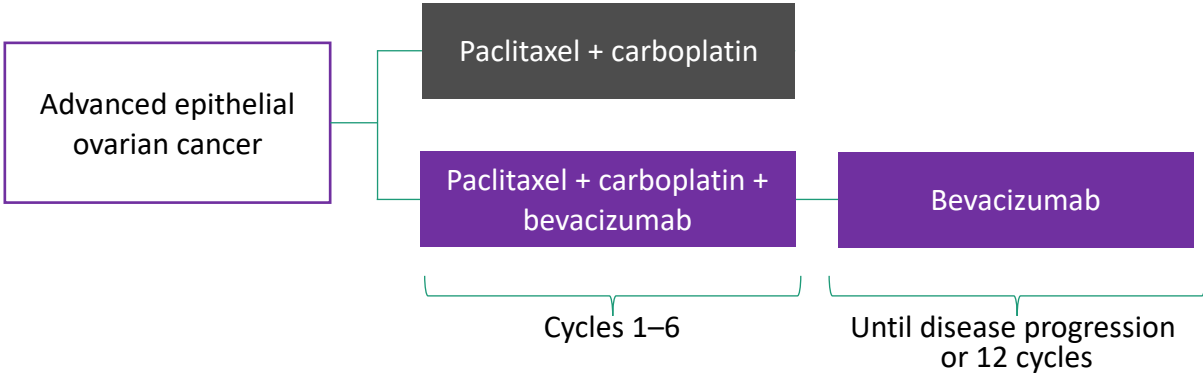 Advanced epithelial
ovarian cancer
Paclitaxel + carboplatin
Paclitaxel + carboplatin +
bevacizumab
Bevacizumab
Cycles 1–6
Until disease progression
or 12 cycles